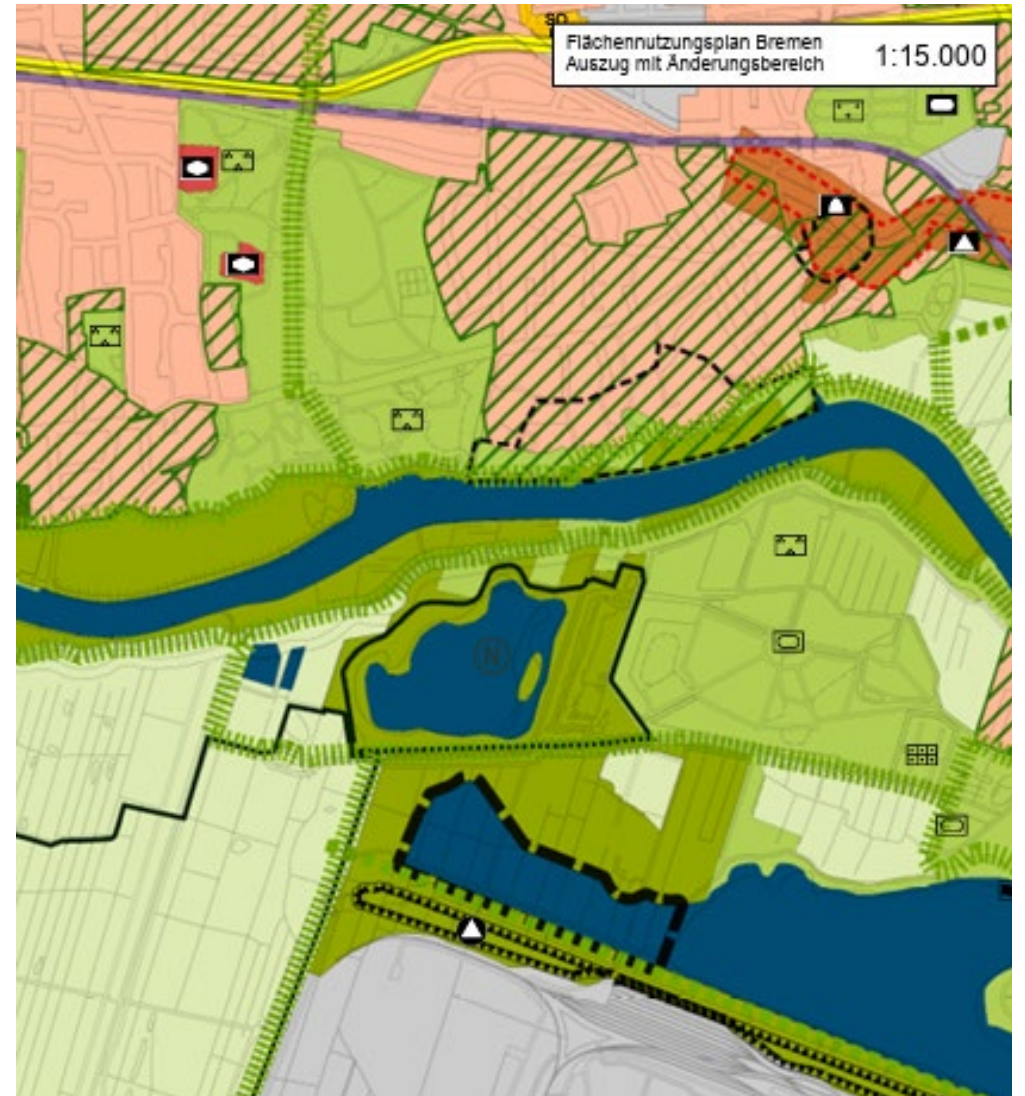 SO
Flächennutzungsplan Bremen
Auszug mit Änderungsbereich
1:15.000
N